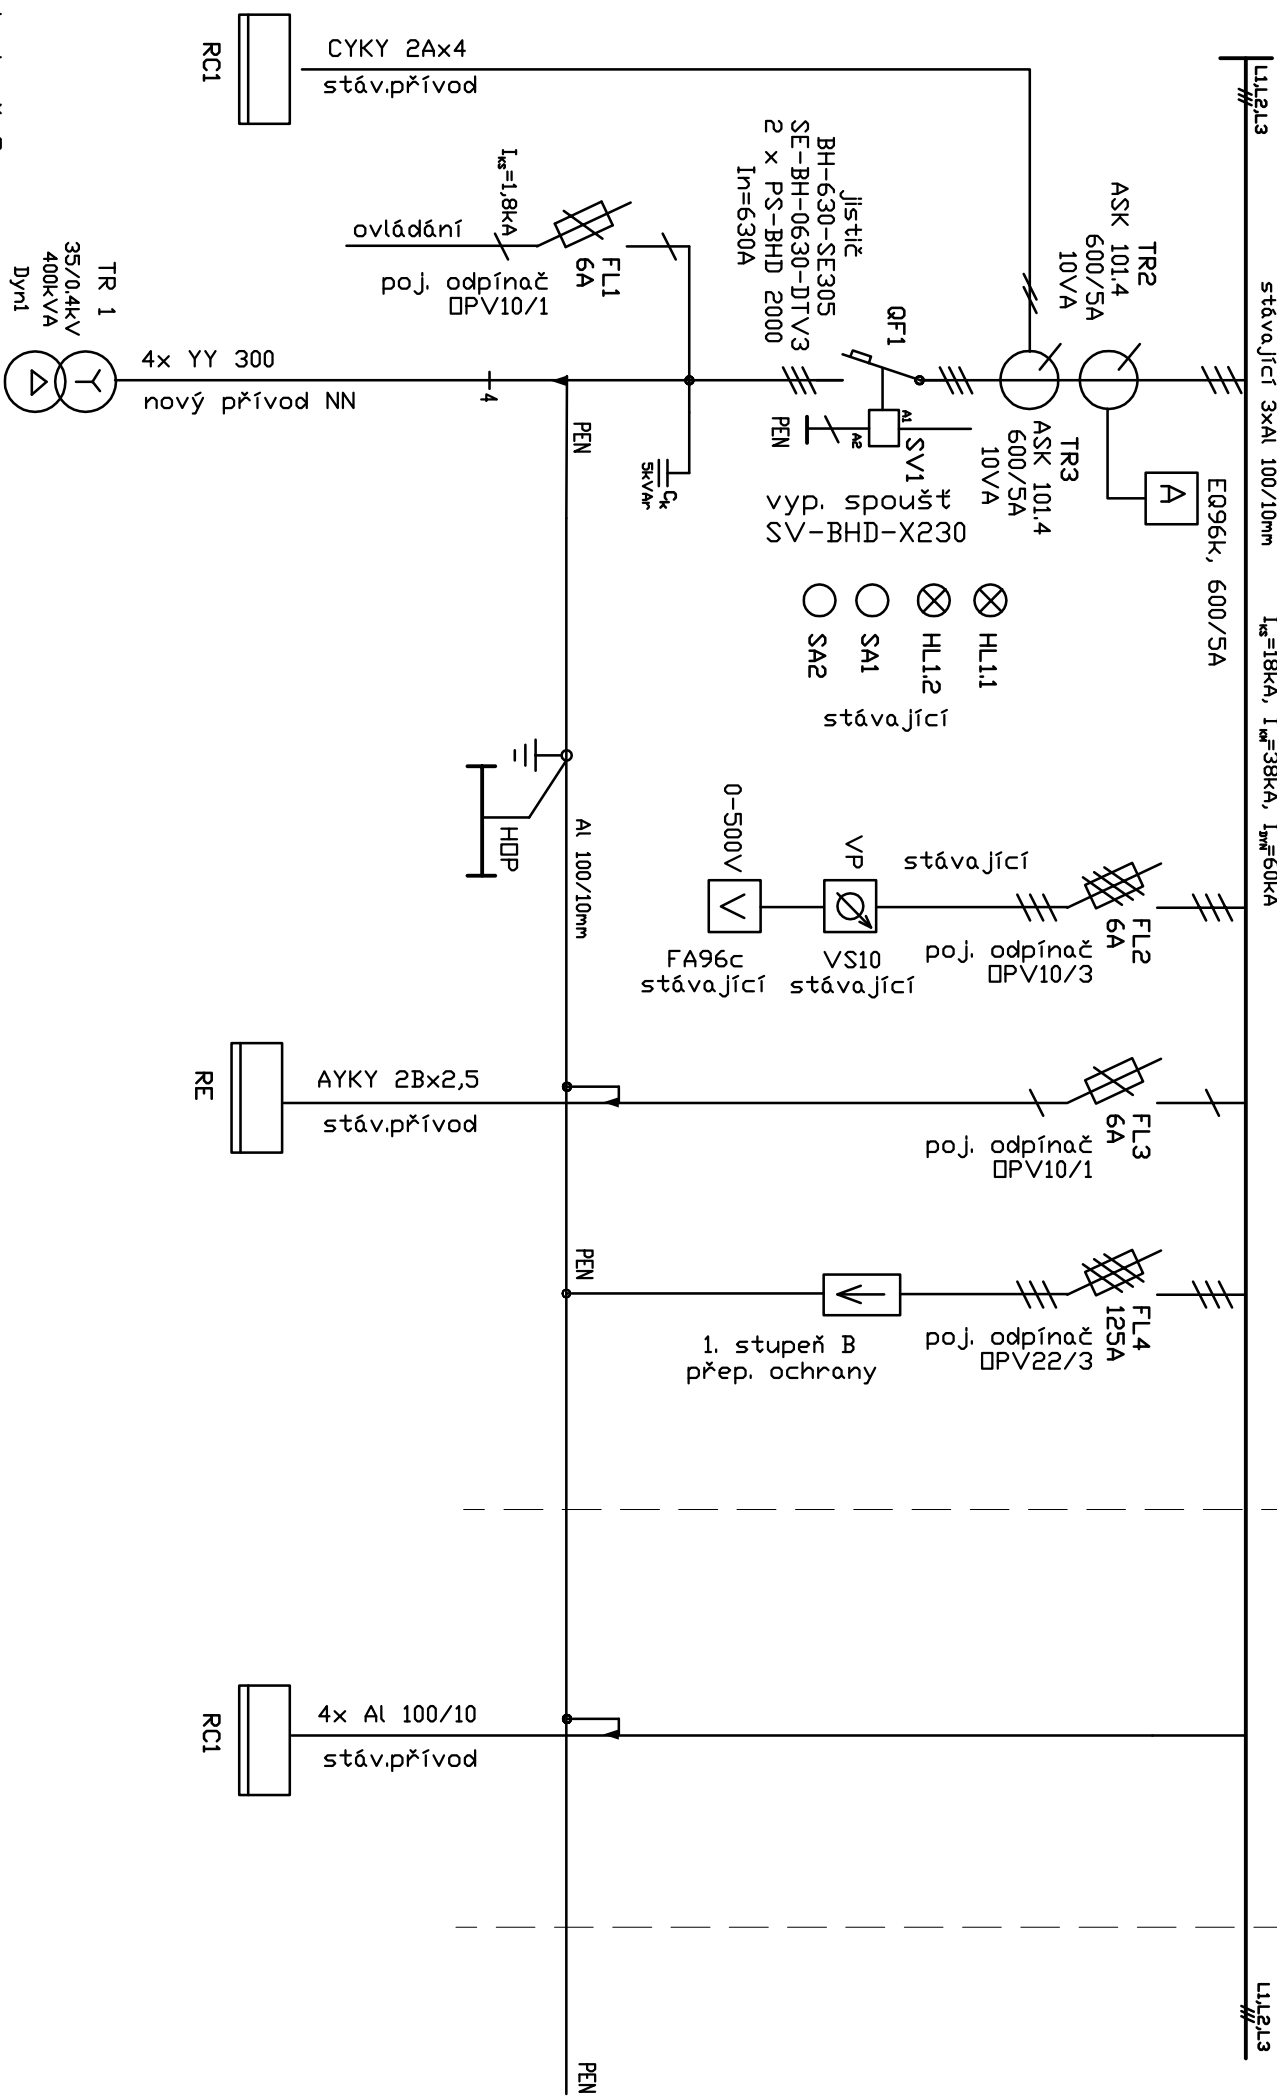 L1,L2,L3
stávající 3xAl 100/10mm
Iks=18kA, Ikm=38kA, Idyn=60kA
L1,L2,L3
TR2
ASK 101.4
600/5A
10VA
EQ96k, 600/5A
A
TR3
ASK 101.4
600/5A
10VA
CYKY 2Ax4
stáv.přívod
RC1
jistič
BH-630-SE305
SE-BH-0630-DTV3
2 x PS-BHD 2000
In=630A
QF1
A1
A2
SV1
PEN
vyp. spoušť
SV-BHD-X230
HL1.1
HL1.2
SA1
SA2
stávající
Iks=1,8kA
FL1
6A
ovládání
poj. odpínač
OPV10/1
Ck
5kVAr
TR 1
35/0.4kV
400kVA
Dyn1
4x YY 300
nový přívod NN
4
PEN
HOP
Al 100/10mm
FL2
6A
poj. odpínač
OPV10/3
stávající
VP
VS10
stávající
0-500V
V
FA96c
stávající
FL3
6A
poj. odpínač
OPV10/1
AYKY 2Bx2,5
stáv.přívod
RE
FL4
125A
poj. odpínač
OPV22/3
1. stupeň B
přep. ochrany
PEN
4x Al 100/10
stáv.přívod
RC1
PEN